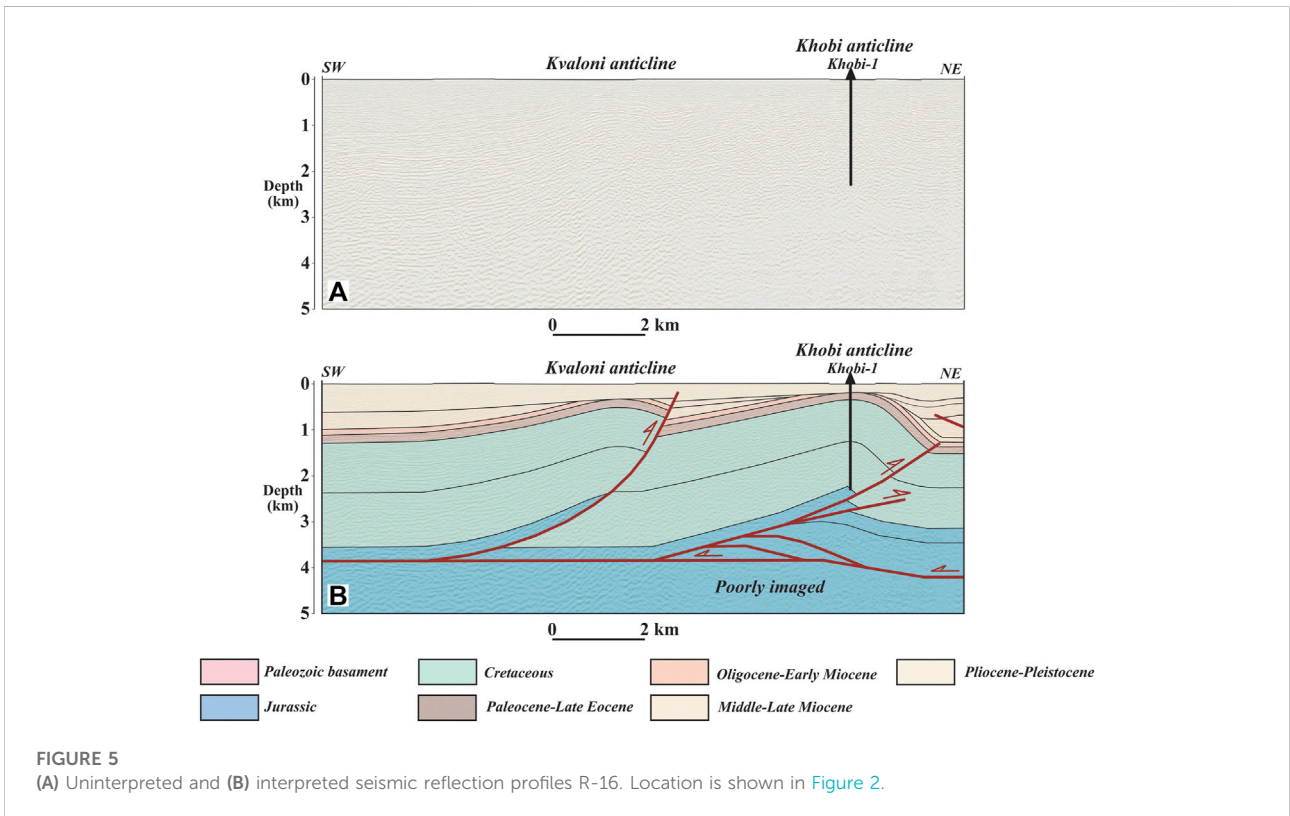 Khobi anticline
SW Kvaloni anticline Khobi-1 NE
0
1
2
Depth
(km)
3
4
5
A
0 2 km
Khobi anticline
SW Kvaloni anticline Khobi-1 NE
0
1
2
Depth
(km)
3
4
5
B
Poorly imaged
0 2 km
Paleozoic basament Cretaceous Oligocene-Early Miocene Pliocene-Pleistocene
Jurassic Paleocene-Late Eocene Middle-Late Miocene
FIGURE 5
(A) Uninterpreted and (B) interpreted seismic reflection profiles R-16. Location is shown in Figure 2.